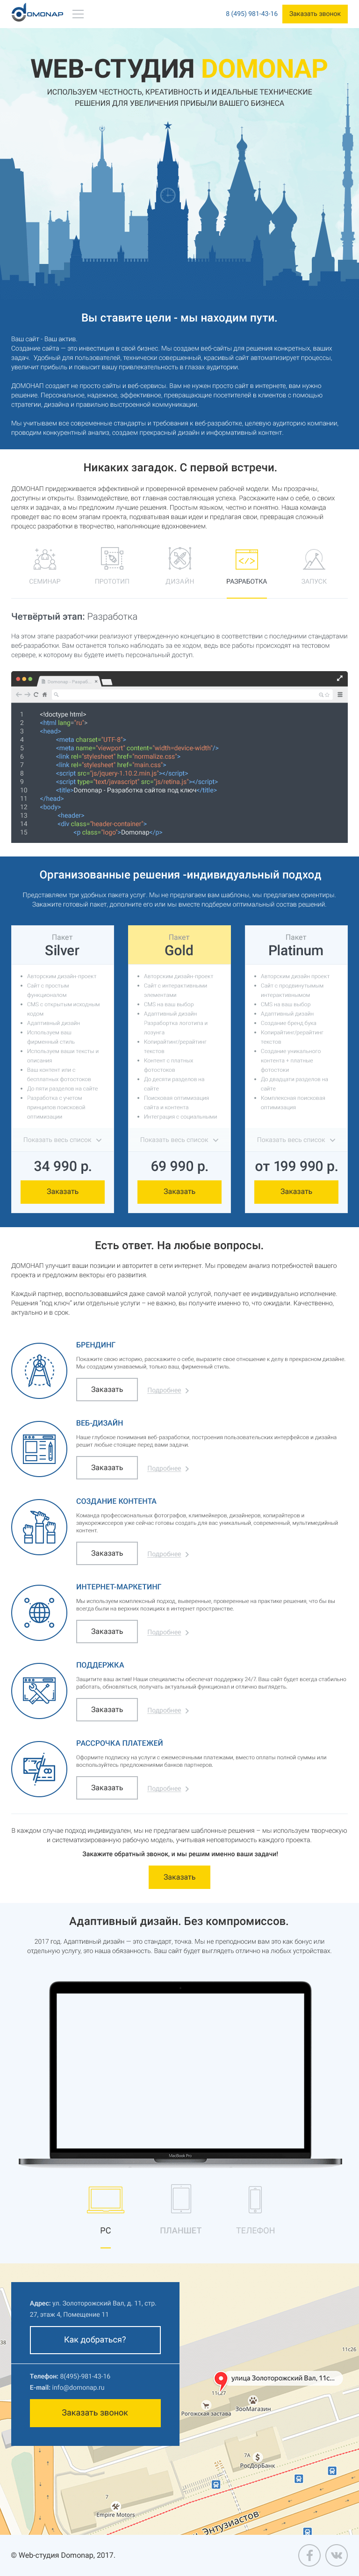 DOMONAP
8 (495) 981-43-16
Заказать звонок
WEB-СТУДИЯ DOMONAP
ИСПОЛЬЗУЕМ ЧЕСТНОСТЬ, КРЕАТИВНОСТЬ И ИДЕАЛЬНЫЕ ТЕХНИЧЕСКИЕ
РЕШЕНИЯ ДЛЯ УВЕЛИЧЕНИЯ ПРИБЫЛИ ВАШЕГО БИЗНЕСА
Вы ставите цели - мы находим пути.
Ваш сайт - Ваш актив.
Создание сайта — это инвестиция в свой бизнес. Мы создаем веб-сайты для решения конкретных, ваших
задач. Удобный для пользователей, технически совершенный, красивый сайт автоматизирует процессы,
увеличит прибыль и повысит вашу привлекательность в глазах аудитории.
ДОМОНАП создает не просто сайты и веб-сервисы. Вам не нужен просто сайт в интернете, вам нужно
решение. Персональное, надежное, эффективное, превращающие посетителей в клиентов с помощью
стратегии, дизайна и правильно выстроенной коммуникации.
Мы учитываем все современные стандарты и требования к веб-разработке, целевую аудиторию компании,
проводим конкурентный анализ, создаем прекрасный дизайн и информативный контент.
Никаких загадок. С первой встречи.
ДОМОНАП придерживается эффективной и проверенной временем рабочей модели. Мы прозрачны,
доступны и открыты. Взаимодействие, вот главная составляющая успеха. Расскажите нам о себе, о своих
целях и задачах, а мы предложим лучшие решения. Простым языком, честно и понятно. Наша команда
проведет вас по всем этапам проекта, подхватывая ваши идеи и предлагая свои, превращая сложный
процесс разработки в творчество, наполняющее вдохновением.
СЕМИНАР
ПРОТОТИП
ДИЗАЙН
РАЗРАБОТКА
ЗАПУСК
Четвёртый этап: Разработка
На этом этапе разработчики реализуют утвержденную концепцию в соответствии с последними стандартами
веб-разработки. Вам останется только наблюдать за ее ходом, ведь все работы происходят на тестовом
сервере, к которому вы будете иметь персональный доступ.
Domonap - Разраб...
1 <!doctype html>
2 <html lang="ru">
3 <head>
4 <meta charset="UTF-8">
5 <meta name="viewport" content="width=device-width"/>
6 <link rel="stylesheet" href="normalize.css">
7 <link rel="stylesheet" href="main.css">
8 <script src="js/jquery-1.10.2.min.js"></script>
9 <script type="text/javascript" src="js/retina.js"></script>
10 <title>Domonap - Разработка сайтов под ключ</title>
11 </head>
12 <body>
13 <header>
14 <div class="header-container">
15 <p class="logo">Domonap</p>
Организованные решения -индивидуальный подход
Представляем три удобных пакета услуг. Мы не предлагаем вам шаблоны, мы предлагаем ориентиры.
Закажите готовый пакет, дополните его или мы вместе подберем оптимальный состав решений.
Пакет
Silver
Авторским дизайн-проект
Сайт с простым
функционалом
CMS с открытым исходным
кодом
Адаптивный дизайн
Используем ваш
фирменный стиль
Используем ваши тексты и
описания
Ваш контент или с
бесплатных фотостоков
До пяти разделов на сайте
Разработка с учетом
принципов поисковой
оптимизации
Показать весь список
34 990 р.
Заказать
Пакет
Gold
Авторским дизайн-проект
Сайт с интерактивными
элементами.
CMS на ваш выбор
Адаптивный дизайн
Разработка логотипа и
лозунга
Копирайтинг/рерайтинг
текстов
Контент с платных
фотостоков
До десяти разделов на
сайте
Поисковая оптимизация
сайта и контента
Интеграция с социальными
Показать весь список
69 990 р.
Заказать
Пакет
Platinum
Авторским дизайн проект
Сайт с продвинутыми
интерактивными
CMS на ваш выбор
Адаптивный дизайн
Создание бренд бука
Копирайтинг/рерайтинг
текстов
Создание уникального
контента + платные
фотостоки
До двадцати разделов на
сайте
Комплексная поисковая
оптимизация
Показать весь список
от 199 990 р.
Заказать
Есть ответ. На любые вопросы.
ДОМОНАП улучшит ваши позиции и авторитет в сети интернет. Мы проведем анализ потребностей вашего
проекта и предложим векторы его развития.
Каждый партнер, воспользовавшийся даже самой малой услугой, получает ее индивидуально исполнение.
Решения "под ключ" или отдельные услуги – не важно, вы получите именно то, что ожидали. Качественно,
актуально и в срок.
БРЕНДИНГ
Покажите свою историю, расскажите о себе, выразите свое отношение к делу в прекрасном дизайне.
Мы создадим узнаваемый, только ваш, фирменный стиль.
Заказать
Подробнее
ВЕБ-ДИЗАЙН
Наше глубокое понимания веб-разработки, построения пользовательских интерфейсов и дизайна
решит любые стоящие перед вами задачи.
Заказать
Подробнее
СОЗДАНИЕ КОНТЕНТА
Команда профессиональных фотографов, клипмейкеров, дизайнеров, копирайтеров и
звукорежиссеров уже сейчас готовы создать для вас уникальный, современный, мультимедийный
контент.
Заказать
Подробнее
ИНТЕРНЕТ-МАРКЕТИНГ
Мы используем комплексный подход, выверенные, проверенные на практике решения, что бы вы
всегда были на верхних позициях в интернет пространстве.
Заказать
Подробнее
ПОДДЕРЖКА
Защитите ваш актив! Наши специалисты обеспечат поддержку 24/7. Ваш сайт будет всегда стабильно
работать, обновляться, получать актуальный функционал и отлично выглядеть.
Заказать
Подробнее
РАССРОЧКА ПЛАТЕЖЕЙ
Оформите подписку на услуги с ежемесячными платежами, вместо оплаты полной суммы или
воспользуйтесь предложениями банков партнеров.
Заказать
Подробнее
В каждом случае подход индивидуален, мы не предлагаем шаблонные решения – мы используем творческую
и систематизированную рабочую модель, учитывая неповторимость каждого проекта.
Закажите обратный звонок, и мы решим именно ваши задачи!
Заказать
Адаптивный дизайн. Без компромиссов.
2017 год. Адаптивный дизайн — это стандарт, точка. Мы не преподносим вам это как бонус или
отдельную услугу, это наша обязанность. Ваш сайт будет выглядеть отлично на любых устройствах.
MacBook Pro
PC
ПЛАНШЕТ
ТЕЛЕФОН
Адрес: ул. Золоторожский Вал, д. 11, стр.
27, этаж 4, Помещение 11
Как добраться?
Телефон: 8(495)-981-43-16
E-mail: info@domonap.ru
Заказать звонок
11с26
улица Золоторожский Вал, 11с...
11с27
Рогожская застава
ЗооМагазин
7А
РосДорБанк
7
Empire Motors
Энтузиастов
© Web-студия Domonap, 2017.